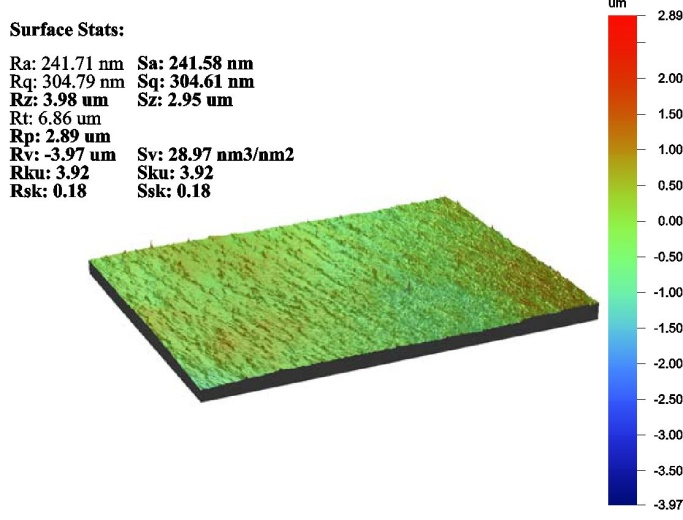 Surface Stats:
Ra: 241.71 nm Sa: 241.58 nm
Rq: 304.79 nm Sq: 304.61 nm
Rz: 3.98 um Sz: 2.95 um
Rt: 6.86 um
Rp: 2.89 um
Rv: -3.97 um Sv: 28.97 nm3/nm2
Rku: 3.92 Sku: 3.92
Rsk: 0.18 Ssk: 0.18
um
2.89
2.00
1.50
1.00
0.50
0.00
-0.50
-1.00
-1.50
-2.00
-2.50
-3.00
-3.50
-3.97